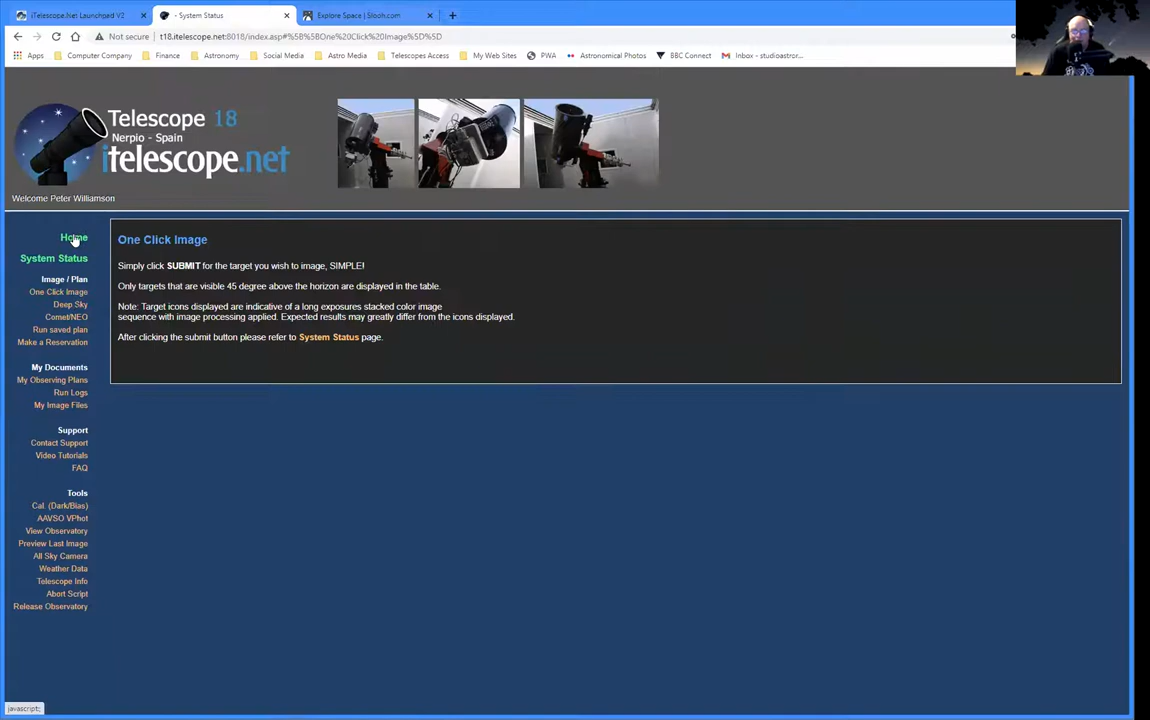 iTelescope.Net Launchpad V2
- System Status
Explore Space | Slooh.com
Not secure
t18.itelescope.net:8018/index.asp#%5B%5BOne%20Click%20Image%5D%5D
Apps
Computer Company
Finance
Astronomy
Social Media
Astro Media
Telescopes Access
My Web Sites
PWA
Astronomical Photos
BBC Connect
Inbox - studioastror...
Telescope 18
Nerpio - Spain
itelescope.net
Welcome Peter Williamson
Home
System Status
Image / Plan
One Click Image
Deep Sky
Comet/NEO
Run saved plan
Make a Reservation
My Documents
My Observing Plans
Run Logs
My Image Files
Support
Contact Support
Video Tutorials
FAQ
Tools
Cal. (Dark/Bias)
AAVSO VPhot
View Observatory
Preview Last Image
All Sky Camera
Weather Data
Telescope Info
Abort Script
Release Observatory
One Click Image
Simply click SUBMIT for the target you wish to image, SIMPLE!
Only targets that are visible 45 degree above the horizon are displayed in the table.
Note: Target icons displayed are indicative of a long exposures stacked color image
sequence with image processing applied. Expected results may greatly differ from the icons displayed.
After clicking the submit button please refer to System Status page.
javascript:;